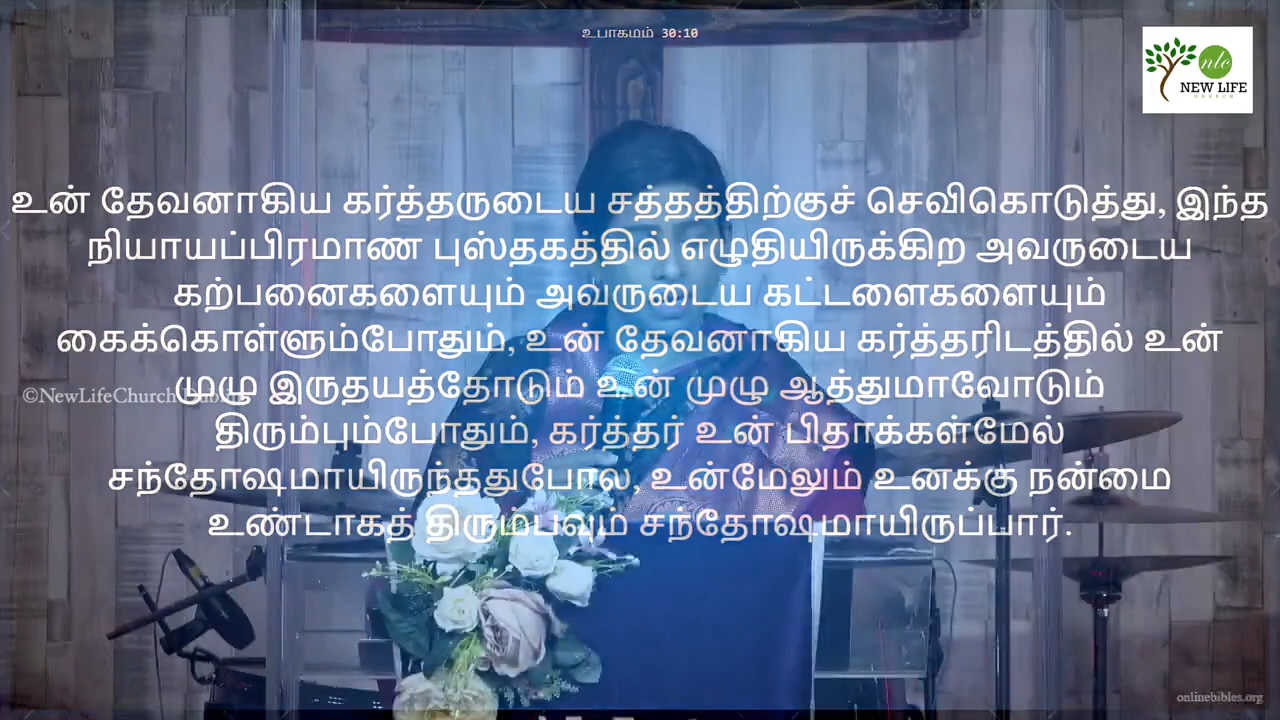 உபாகமம் 30:10
nlc
NEW LIFE
CHURCH
உன் தேவனாகிய கர்த்தருடைய சத்தத்திற்குச் செவிகொடுத்து, இந்த
நியாயப்பிரமாண புஸ்தகத்தில் எழுதியிருக்கிற அவருடைய
கற்பனைகளையும் அவருடைய கட்டளைகளையும்
கைக்கொள்ளும்போதும், உன் தேவனாகிய கர்த்தரிடத்தில் உன்
முழு இருதயத்தோடும் உன் முழு ஆத்துமாவோடும்
திரும்பும்போதும், கர்த்தர் உன் பிதாக்கள்மேல்
சந்தோஷமாயிருந்ததுபோல, உன்மேலும் உனக்கு நன்மை
உண்டாகத் திரும்பவும் சந்தோஷமாயிருப்பார்.
©NewLifeChurch
onlinebibles.org